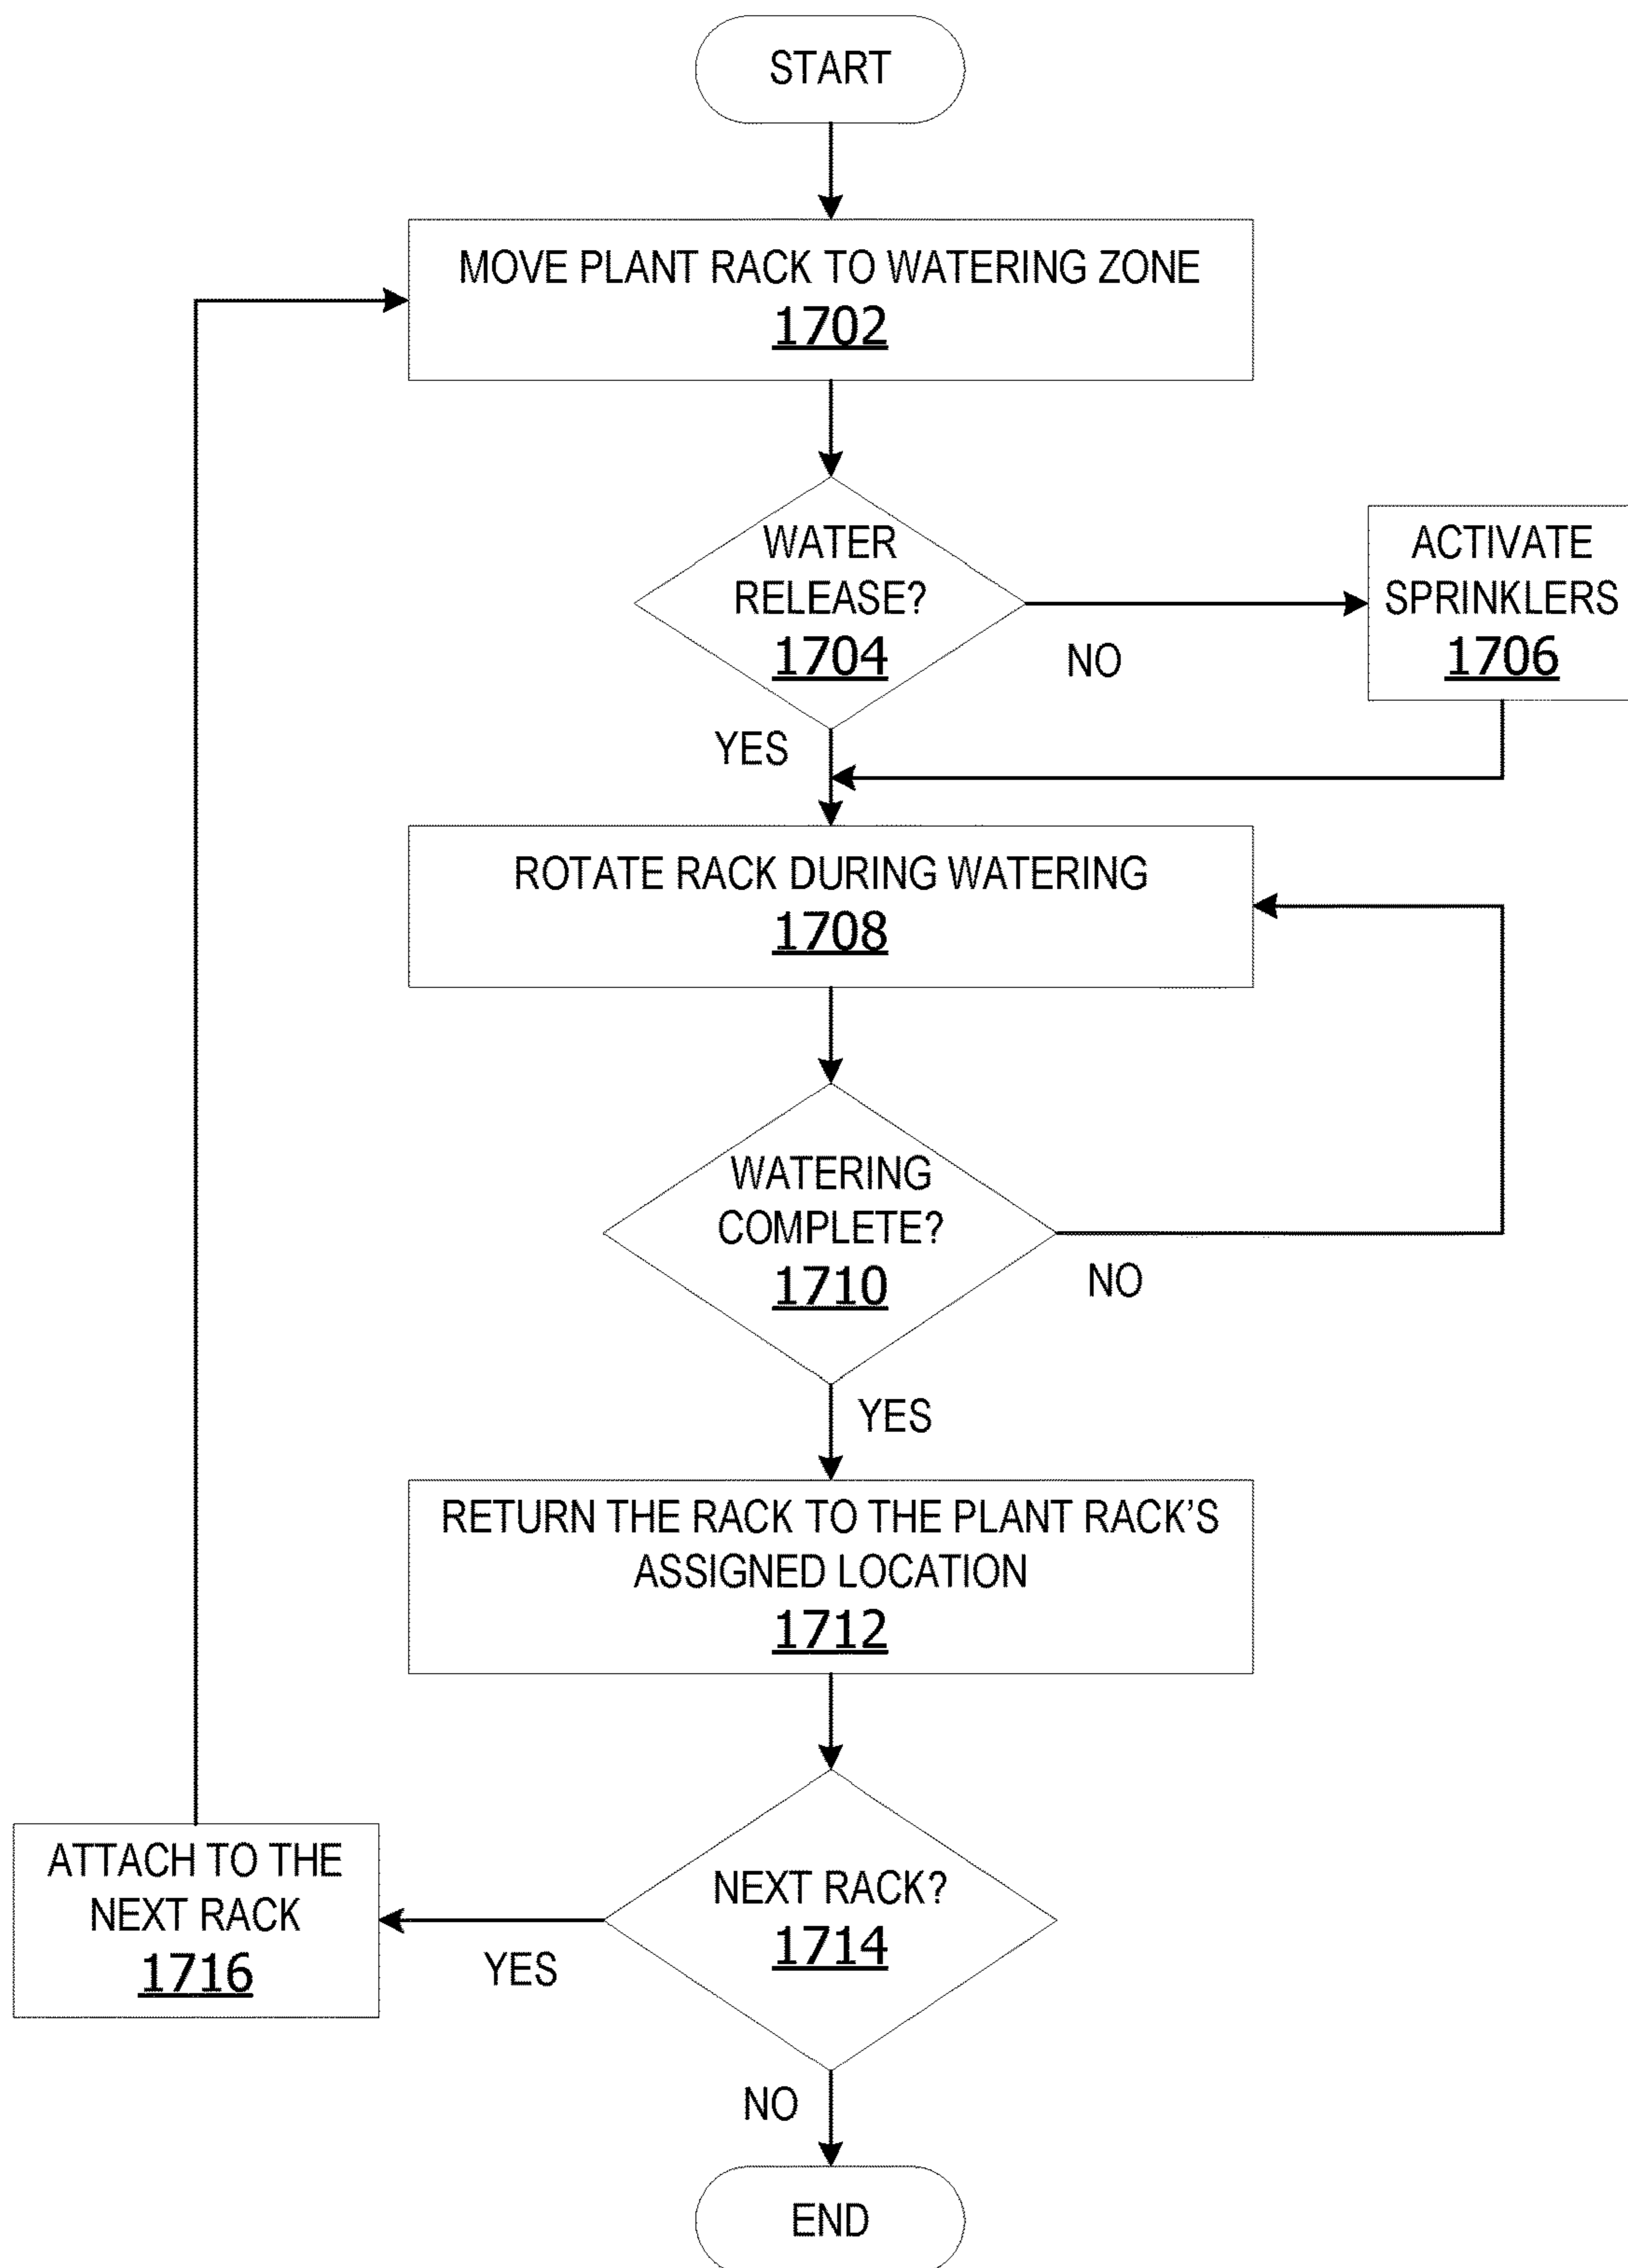 START
MOVE PLANT RACK TO WATERING ZONE
1702
WATER
RELEASE?
1704
NO
YES
ACTIVATE
SPRINKLERS
1706
ROTATE RACK DURING WATERING
1708
WATERING
COMPLETE?
1710
NO
YES
RETURN THE RACK TO THE PLANT RACK'S
ASSIGNED LOCATION
1712
NEXT RACK?
1714
YES
ATTACH TO THE
NEXT RACK
1716
NO
END